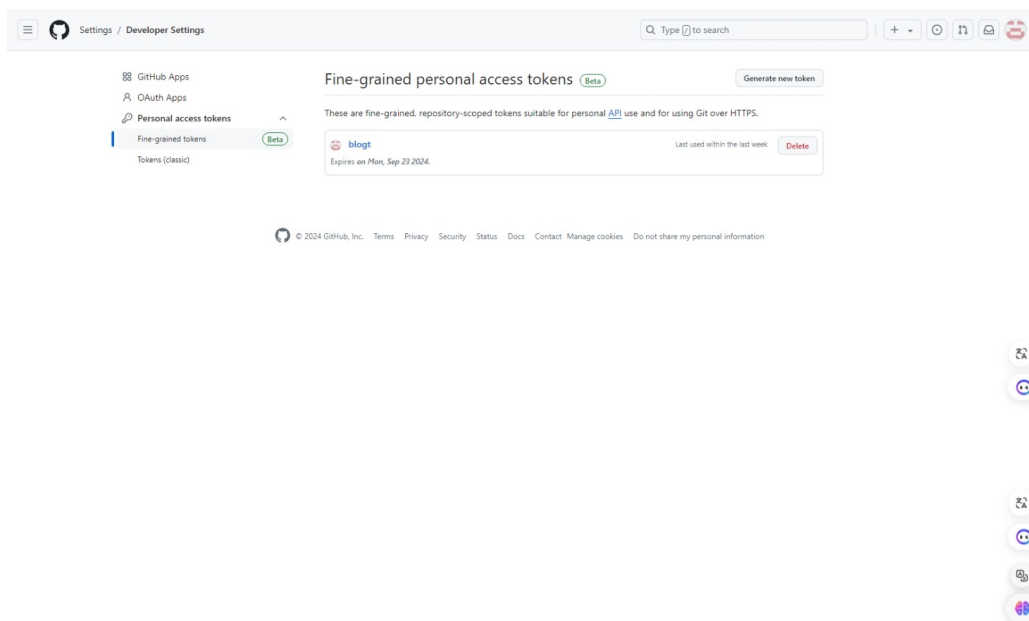 Settings / Developer Settings
Type / to search
GitHub Apps
OAuth Apps
Personal access tokens
Fine-grained tokens Beta
Tokens (classic)
Fine-grained personal access tokens Beta
Generate new token
These are fine-grained, repository-scoped tokens suitable for personal API use and for using Git over HTTPS.
blogt
Last used within the last week
Delete
Expires on Mon, Sep 23 2024.
© 2024 GitHub, Inc. Terms Privacy Security Status Docs Contact Manage cookies Do not share my personal information